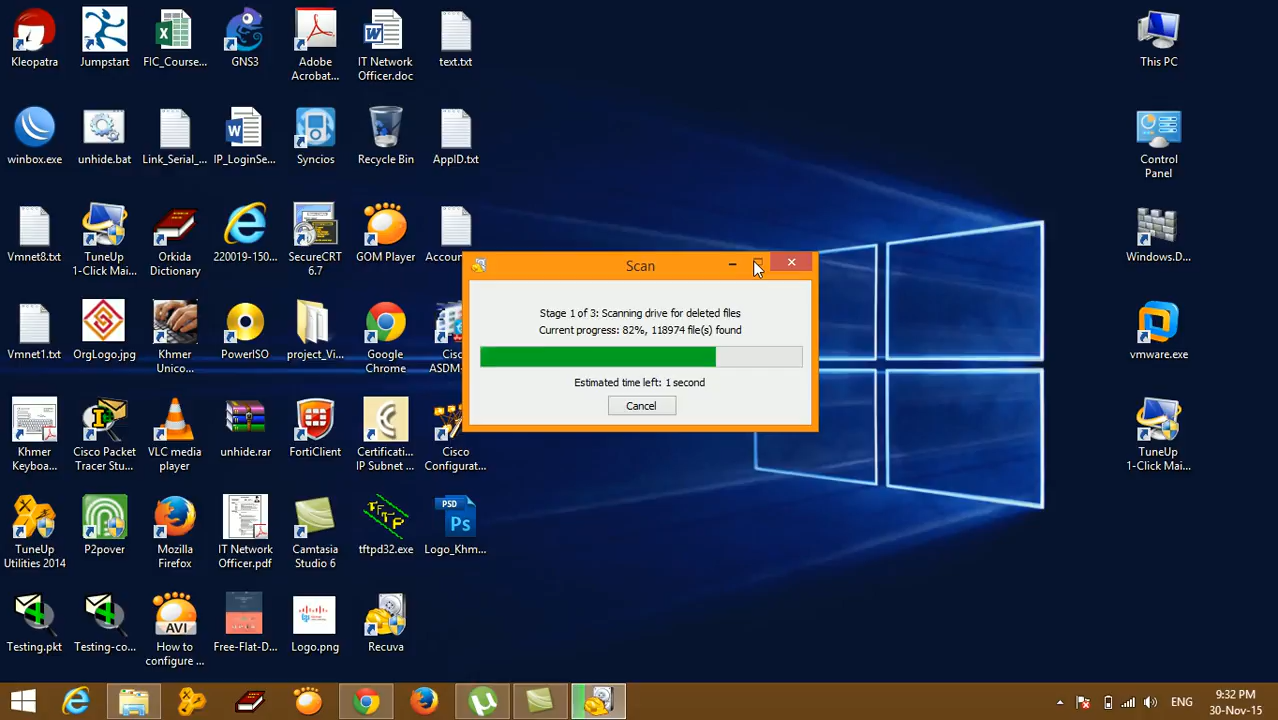 Kleopatra
Jumpstart
FIC_Course...
GNS3
Adobe
Acrobat...
IT Network
Officer.doc
text.txt
This PC
winbox.exe
unhide.bat
Link_Serial_...
IP_LoginSe...
Syncios
Recycle Bin
AppID.txt
Control
Panel
Vmnet8.txt
TuneUp
1-Click Mai...
Orkida
Dictionary
220019-150...
SecureCRT
6.7
GOM Player
Accoun
Windows.D...
Scan
Stage 1 of 3: Scanning drive for deleted files
Current progress: 82%, 118974 file(s) found
Estimated time left: 1 second
Cancel
Vmnet1.txt
OrgLogo.jpg
Khmer
Unico...
PowerISO
project_Vi...
Google
Chrome
Cisco
ASDM-
vmware.exe
Khmer
Keyboa...
Cisco Packet
Tracer Stu...
VLC media
player
unhide.rar
FortiClient
Certificati...
IP Subnet ...
Cisco
Configurat...
TuneUp
1-Click Mai...
TuneUp
Utilities 2014
P2pover
Mozilla
Firefox
IT Network
Officer.pdf
Camtasia
Studio 6
TFTP
tftpd32.exe
PSD
Ps
Logo_Khm...
Testing.pkt
Testing-co...
AVI
How to
configure ...
Free-Flat-D...
Logo.png
Recuva
ENG
9:32 PM
30-Nov-15